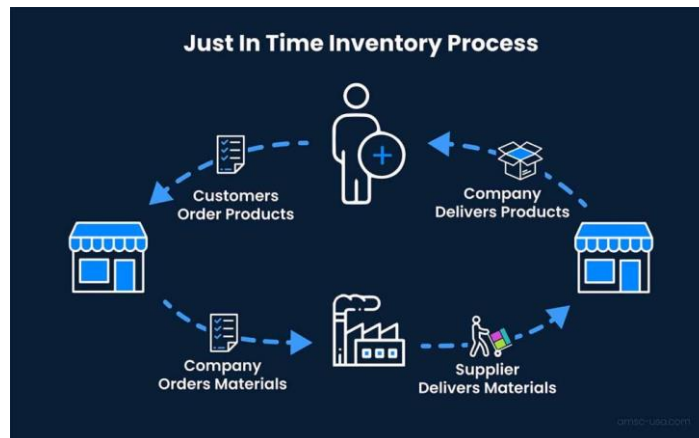 Just In Time Inventory Process
Customers
Order Products
Company
Delivers Products
Company
Orders Materials
Supplier
Delivers Materials
amsc-usa.com